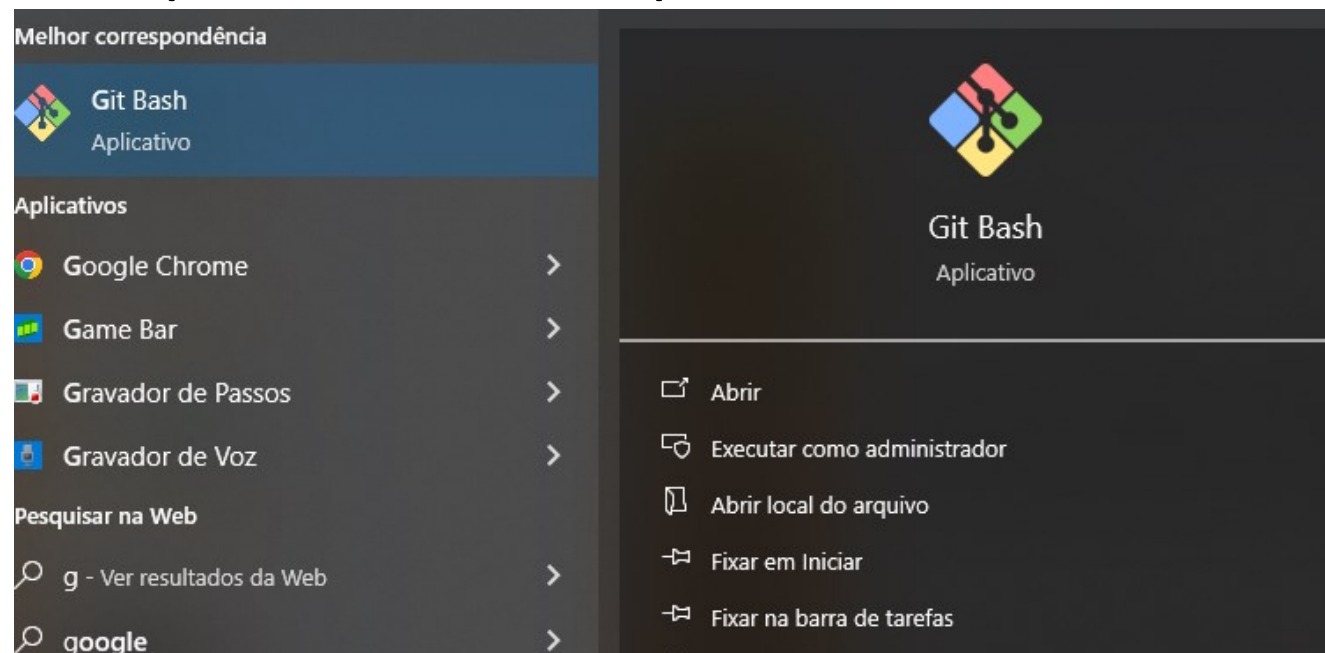 Melhor correspondência
Git Bash
Aplicativo
Aplicativos
Google Chrome
Game Bar
Gravador de Passos
Gravador de Voz
Pesquisar na Web
g - Ver resultados da Web
google
Git Bash
Aplicativo
Abrir
Executar como administrador
Abrir local do arquivo
Fixar em Iniciar
Fixar na barra de tarefas